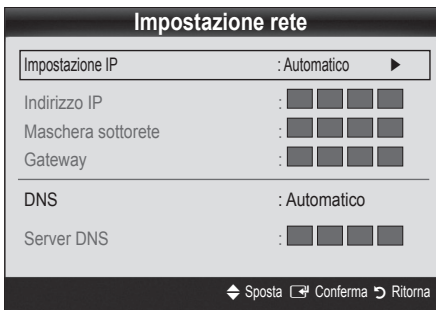 Impostazione rete
Impostazione IP : Automatico ►
Indirizzo IP :
Maschera sottorete :
Gateway :
DNS : Automatico
Server DNS :
Sposta Conferma Ritorna